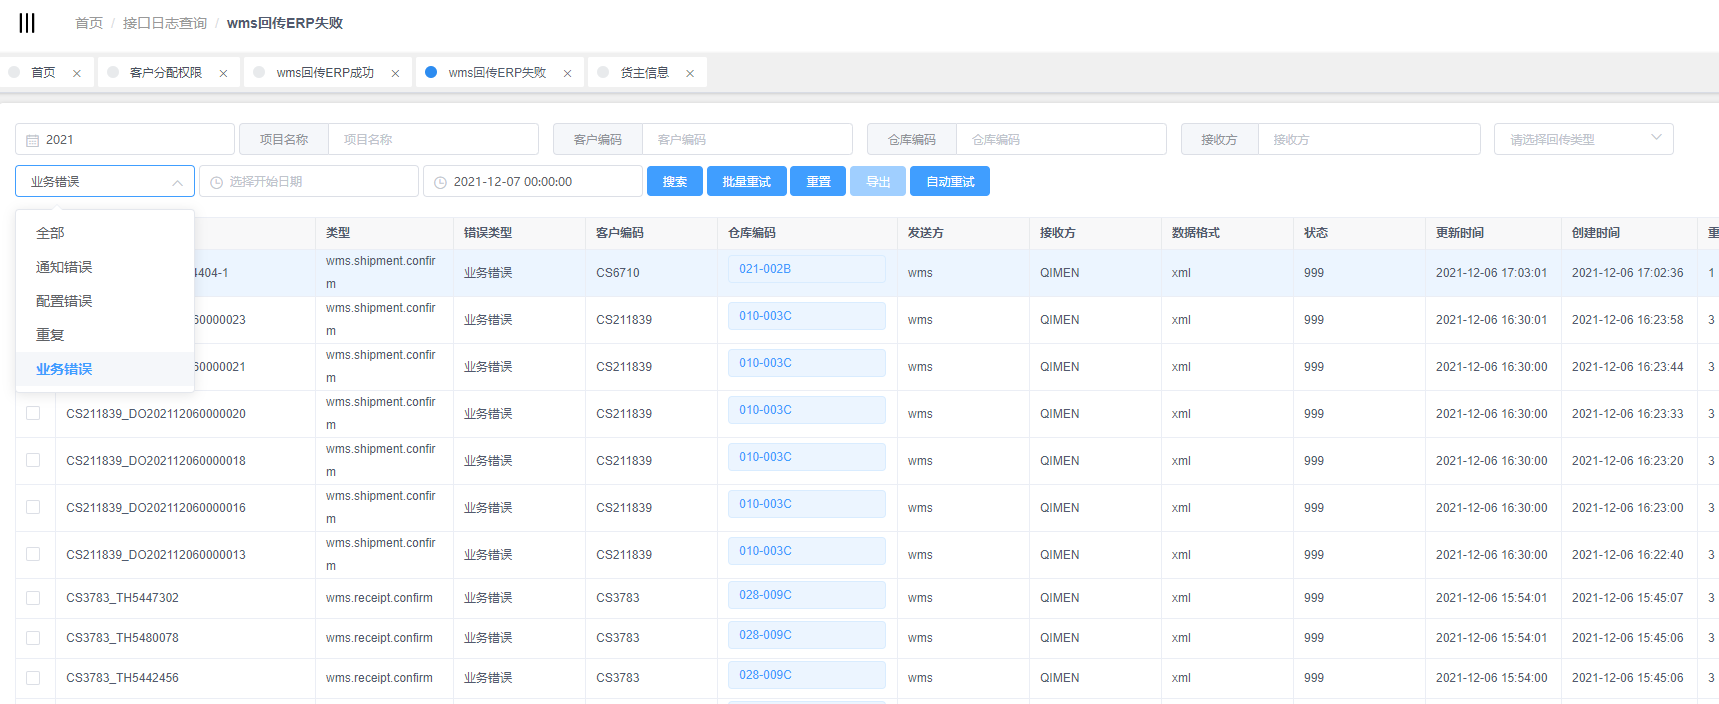 首页 / 接口日志查询 / wms回传ERP失败
首页 × 客户分配权限 × wms回传ERP成功 × wms回传ERP失败 × 货主信息 ×
2021 项目名称 项目名称 客户编码 客户编码 仓库编码 仓库编码 接收方 接收方 请选择回传类型
业务错误 选择开始日期 2021-12-07 00:00:00 搜索 批量重试 重置 导出 自动重试
全部
通知错误
配置错误
重复
业务错误
类型 错误类型 客户编码 仓库编码 发送方 接收方 数据格式 状态 更新时间 创建时间 重
4404-1 wms.shipment.confirm 业务错误 CS6710 021-002B wms QIMEN xml 999 2021-12-06 17:03:01 2021-12-06 17:02:36 1
60000023 wms.shipment.confirm 业务错误 CS211839 010-003C wms QIMEN xml 999 2021-12-06 16:30:01 2021-12-06 16:23:58 3
60000021 wms.shipment.confirm 业务错误 CS211839 010-003C wms QIMEN xml 999 2021-12-06 16:30:00 2021-12-06 16:23:44 3
CS211839_DO202112060000020 wms.shipment.confirm 业务错误 CS211839 010-003C wms QIMEN xml 999 2021-12-06 16:30:00 2021-12-06 16:23:33 3
CS211839_DO202112060000018 wms.shipment.confirm 业务错误 CS211839 010-003C wms QIMEN xml 999 2021-12-06 16:30:00 2021-12-06 16:23:20 3
CS211839_DO202112060000016 wms.shipment.confirm 业务错误 CS211839 010-003C wms QIMEN xml 999 2021-12-06 16:30:00 2021-12-06 16:23:00 3
CS211839_DO202112060000013 wms.shipment.confirm 业务错误 CS211839 010-003C wms QIMEN xml 999 2021-12-06 16:30:00 2021-12-06 16:22:40 3
CS3783_TH5447302 wms.receipt.confirm 业务错误 CS3783 028-009C wms QIMEN xml 999 2021-12-06 15:54:01 2021-12-06 15:45:07 3
CS3783_TH5480078 wms.receipt.confirm 业务错误 CS3783 028-009C wms QIMEN xml 999 2021-12-06 15:54:01 2021-12-06 15:45:06 3
CS3783_TH5442456 wms.receipt.confirm 业务错误 CS3783 028-009C wms QIMEN xml 999 2021-12-06 15:54:00 2021-12-06 15:45:06 3